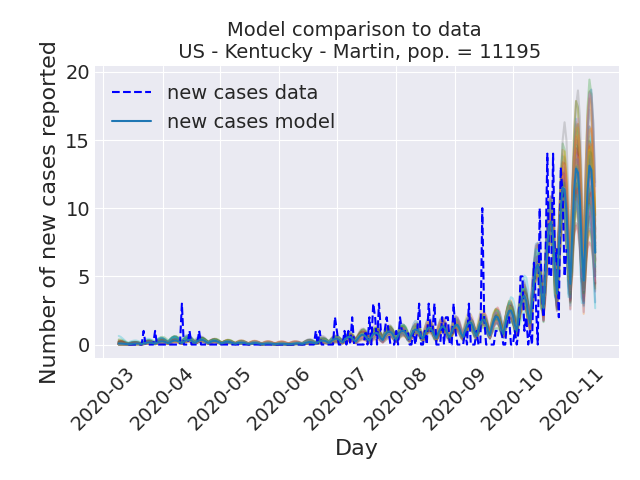 Model comparison to data
US - Kentucky - Martin, pop. = 11195
Number of new cases reported
20
15
10
5
0
new cases data
new cases model
2020-03
2020-04
2020-05
2020-06
2020-07
2020-08
2020-09
2020-10
2020-11
Day